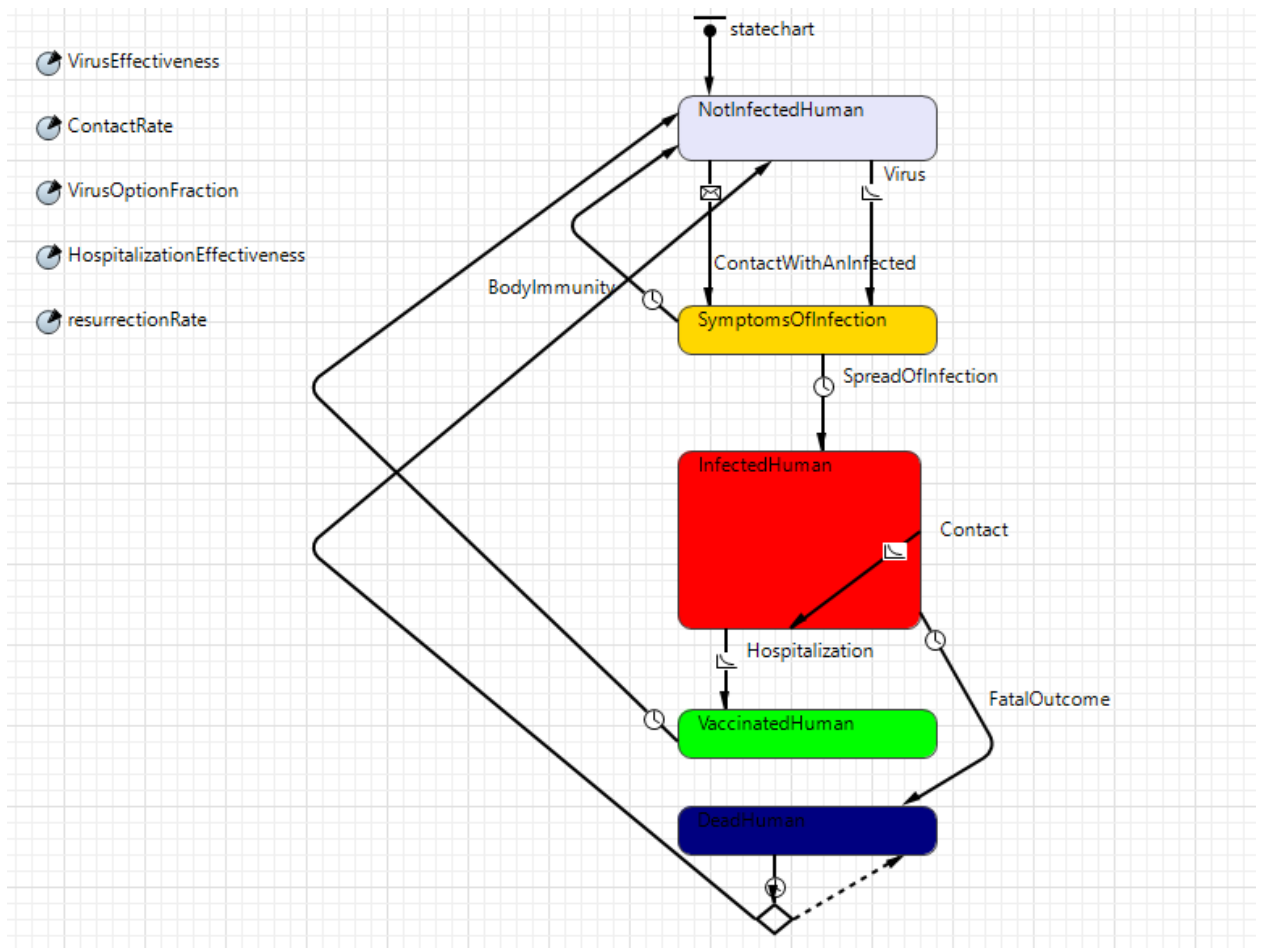 statechart
VirusEffectiveness
NotInfectedHuman
ContactRate
Virus
VirusOptionFraction
HospitalizationEffectiveness
ContactWithAnInfected
BodyImmunity
resurrectionRate
SymptomsOfInfection
SpreadOfInfection
InfectedHuman
Contact
Hospitalization
FatalOutcome
VaccinatedHuman
DeadHuman